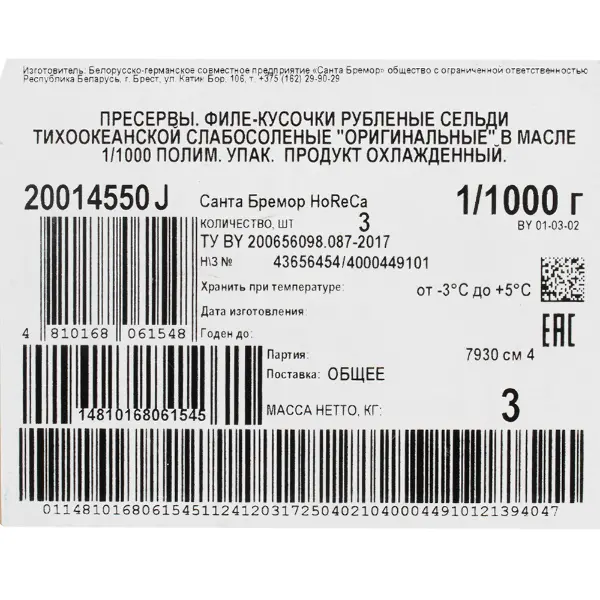 Изготовитель: Белорусско-германское совместное предприятие «Санта Бремор» общество с ограниченной ответственностью
Республика Беларусь, г. Брест, ул. Катин Бор, 106, т. +375 (162) 29-90-29
ПРЕСЕРВЫ. ФИЛЕ-КУСОЧКИ РУБЛЕНЫЕ СЕЛЬДИ
ТИХООКЕАНСКОЙ СЛАБОСОЛЕНЫЕ "ОРИГИНАЛЬНЫЕ" В МАСЛЕ
1/1000 ПОЛИМ. УПАК. ПРОДУКТ ОХЛАЖДЕННЫЙ.
20014550 J Санта Бремор HoReCa 1/1000 г
КОЛИЧЕСТВО, ШТ 3 BY 01-03-02
ТУ BY 200656098.087-2017
Н\З № 43656454/4000449101
Хранить при температуре: от -3°С до +5°С
Дата изготовления:
4 810168 061548 Годен до: ЕАС
Партия: 7930 см 4
Поставка: ОБЩЕЕ
14810168061545 МАССА НЕТТО, КГ: 3
01148101680615451124120317250402104000449101213​94047